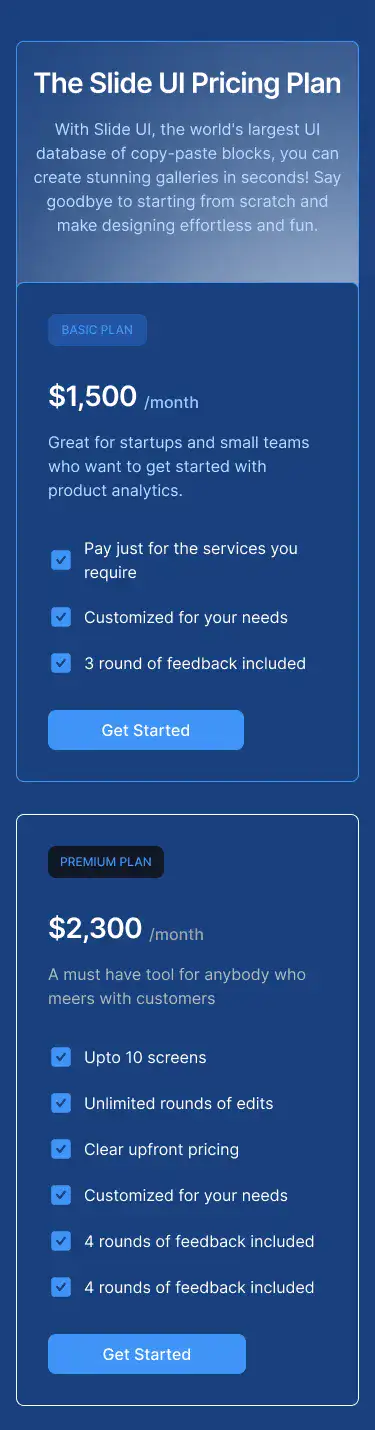 The Slide UI Pricing Plan
With Slide UI, the world's largest UI
database of copy-paste blocks, you can
create stunning galleries in seconds! Say
goodbye to starting from scratch and
make designing effortless and fun.
BASIC PLAN
$1,500 /month
Great for startups and small teams
who want to get started with
product analytics.
Pay just for the services you
require
Customized for your needs
3 round of feedback included
Get Started
PREMIUM PLAN
$2,300 /month
A must have tool for anybody who
meers with customers
Upto 10 screens
Unlimited rounds of edits
Clear upfront pricing
Customized for your needs
4 rounds of feedback included
4 rounds of feedback included
Get Started